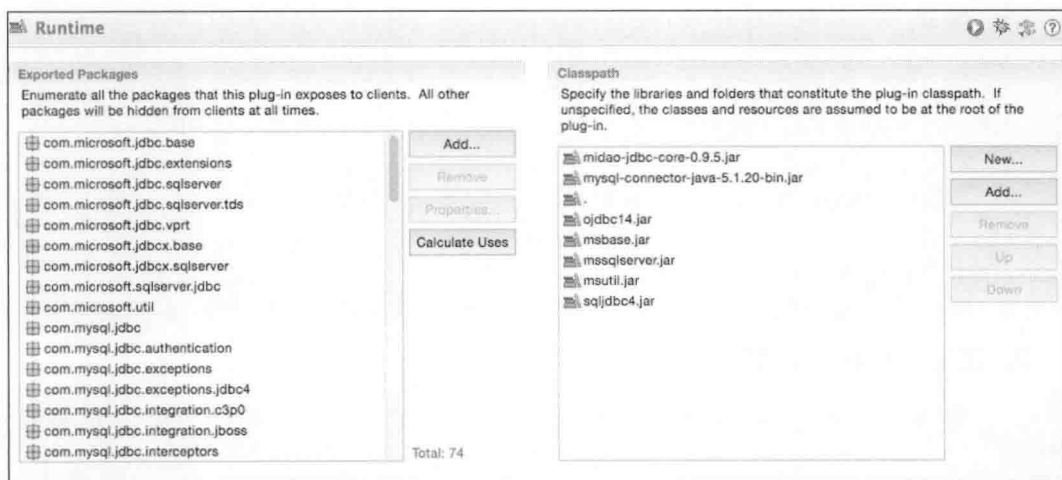 Runtime
Exported Packages
Enumerate all the packages that this plug-in exposes to clients. All other
packages will be hidden from clients at all times.
com.microsoft.jdbc.base
com.microsoft.jdbc.extensions
com.microsoft.jdbc.sqlserver
com.microsoft.jdbc.sqlserver.tds
com.microsoft.jdbc.vprt
com.microsoft.jdbcx.base
com.microsoft.jdbcx.sqlserver
com.microsoft.sqlserver.jdbc
com.microsoft.util
com.mysql.jdbc
com.mysql.jdbc.authentication
com.mysql.jdbc.exceptions
com.mysql.jdbc.exceptions.jdbc4
com.mysql.jdbc.integration.c3p0
com.mysql.jdbc.integration.jboss
com.mysql.jdbc.interceptors
Add...
Remove
Properties...
Calculate Uses
Total: 74
Classpath
Specify the libraries and folders that constitute the plug-in classpath. If
unspecified, the classes and resources are assumed to be at the root of the
plug-in.
midao-jdbc-core-0.9.5.jar
mysql-connector-java-5.1.20-bin.jar
.
ojdbc14.jar
msbase.jar
mssqlserver.jar
msutil.jar
sqljdbc4.jar
New...
Add...
Remove
Up
Down